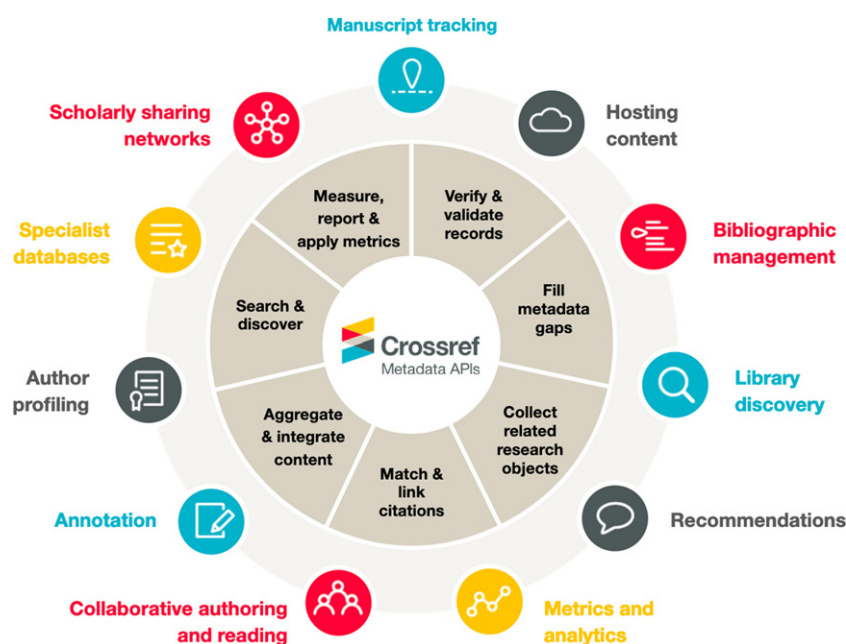 Manuscript tracking
Hosting
content
Bibliographic
management
Library
discovery
Recommendations
Metrics and
analytics
Collaborative authoring
and reading
Annotation
Author
profiling
Specialist
databases
Scholarly sharing
networks
Measure,
report &
apply metrics
Verify &
validate
records
Fill
metadata
gaps
Collect
related
research
objects
Match &
link
citations
Aggregate
& integrate
content
Search &
discover
Crossref
Metadata APIs